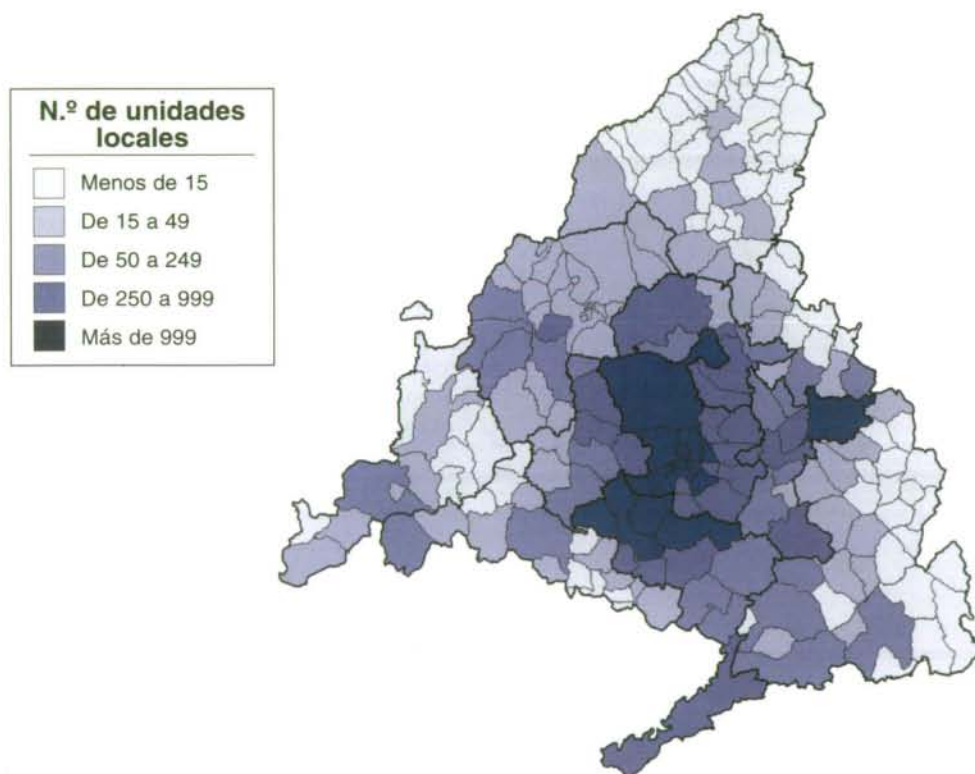 N.º de unidades
locales
Menos de 15
De 15 a 49
De 50 a 249
De 250 a 999
Más de 999